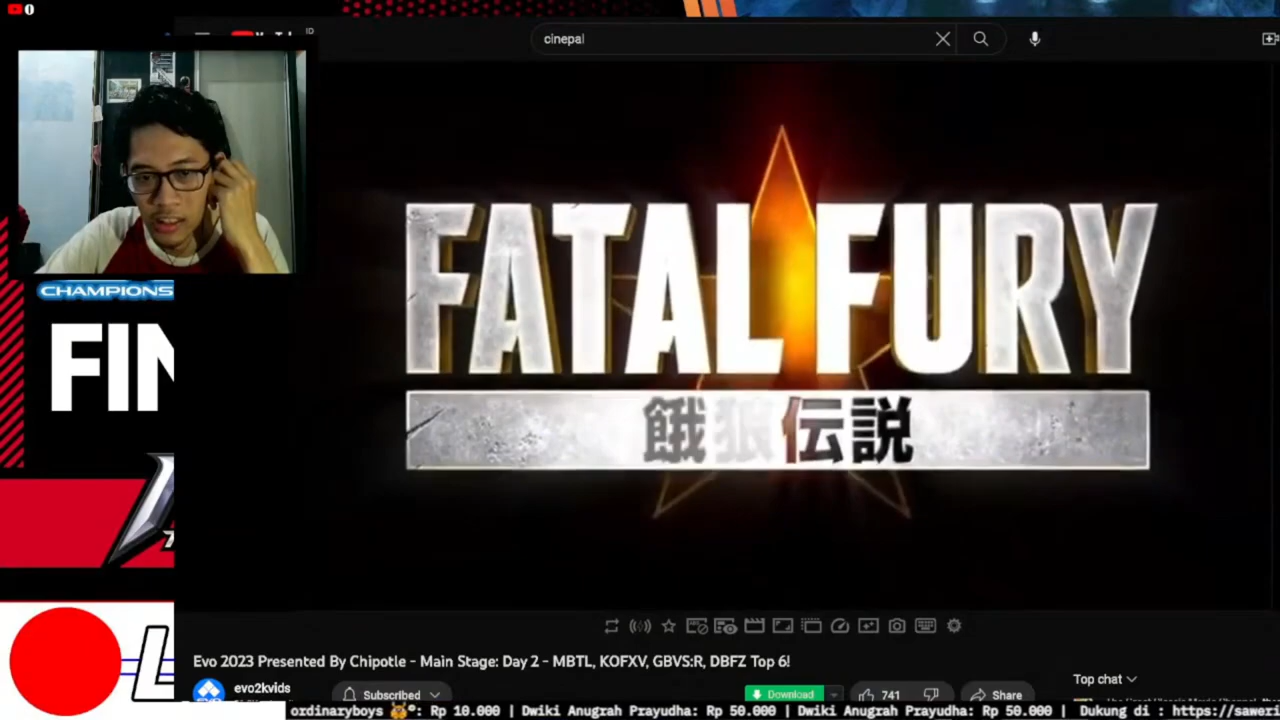 0
ID
cinepal
FATAL FURY
餓狼伝説
CHAMPIONS
FIN
Evo 2023 Presented By Chipotle - Main Stage: Day 2 - MBTL, KOFXV, GBVS:R, DBFZ Top 6!
evo2kvids
Subscribed
Download
741
Share
Top chat
ordinaryboys 🐯°: Rp 10.000 | Dwiki Anugrah Prayudha: Rp 50.000 | Dwiki Anugrah Prayudha: Rp 50.000 | Dukung di : https://saweri